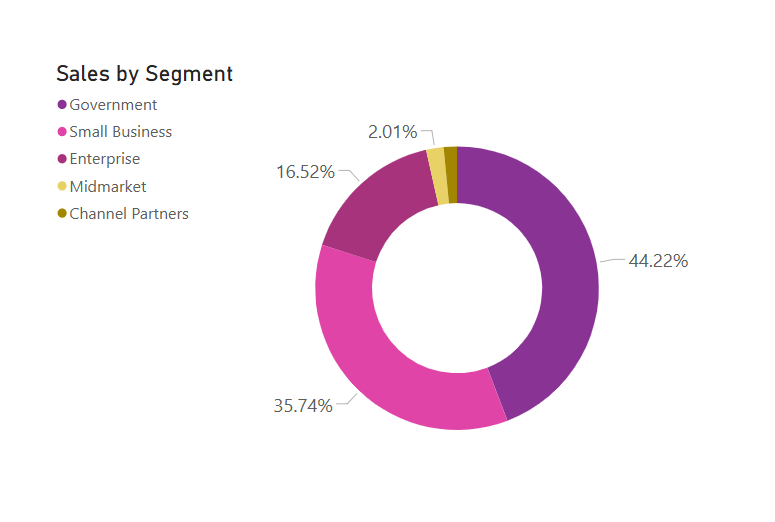 Sales by Segment
Government
Small Business
Enterprise
Midmarket
Channel Partners
2.01%
16.52%
44.22%
35.74%